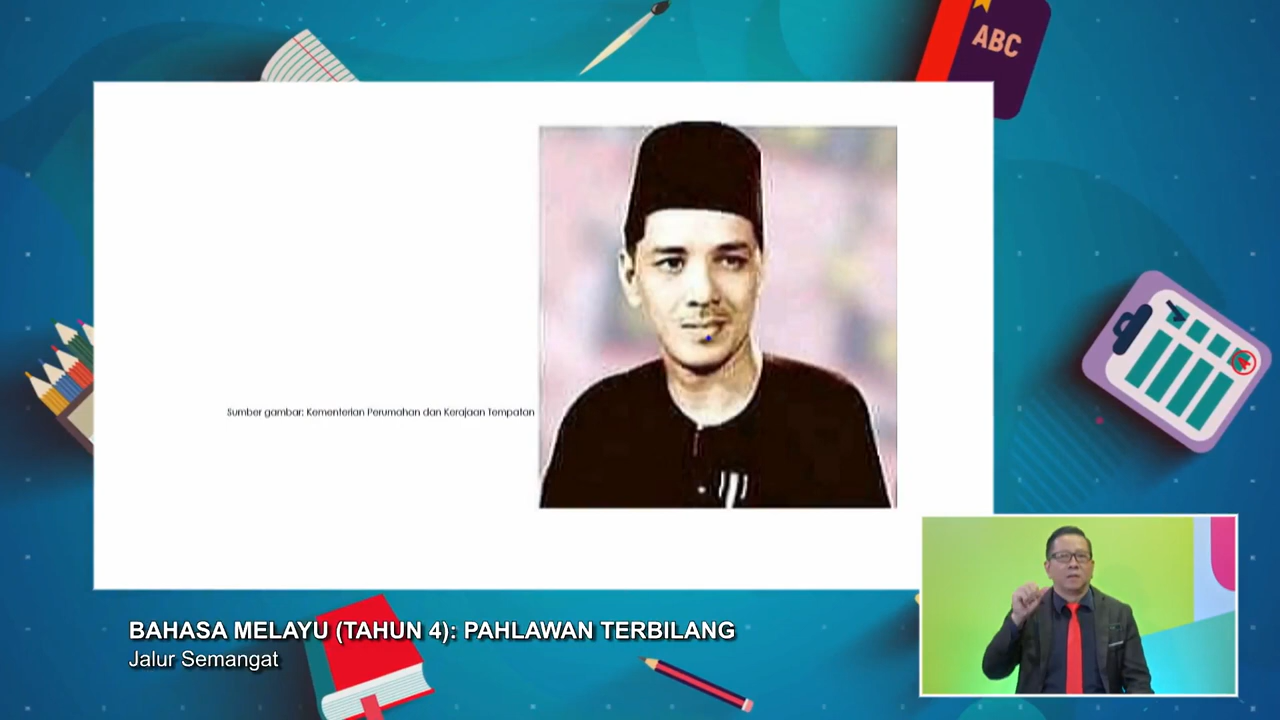 ABC
Sumber gambar: Kementerian Perumahan dan Kerajaan Tempatan
BAHASA MELAYU (TAHUN 4): PAHLAWAN TERBILANG
Jalur Semangat